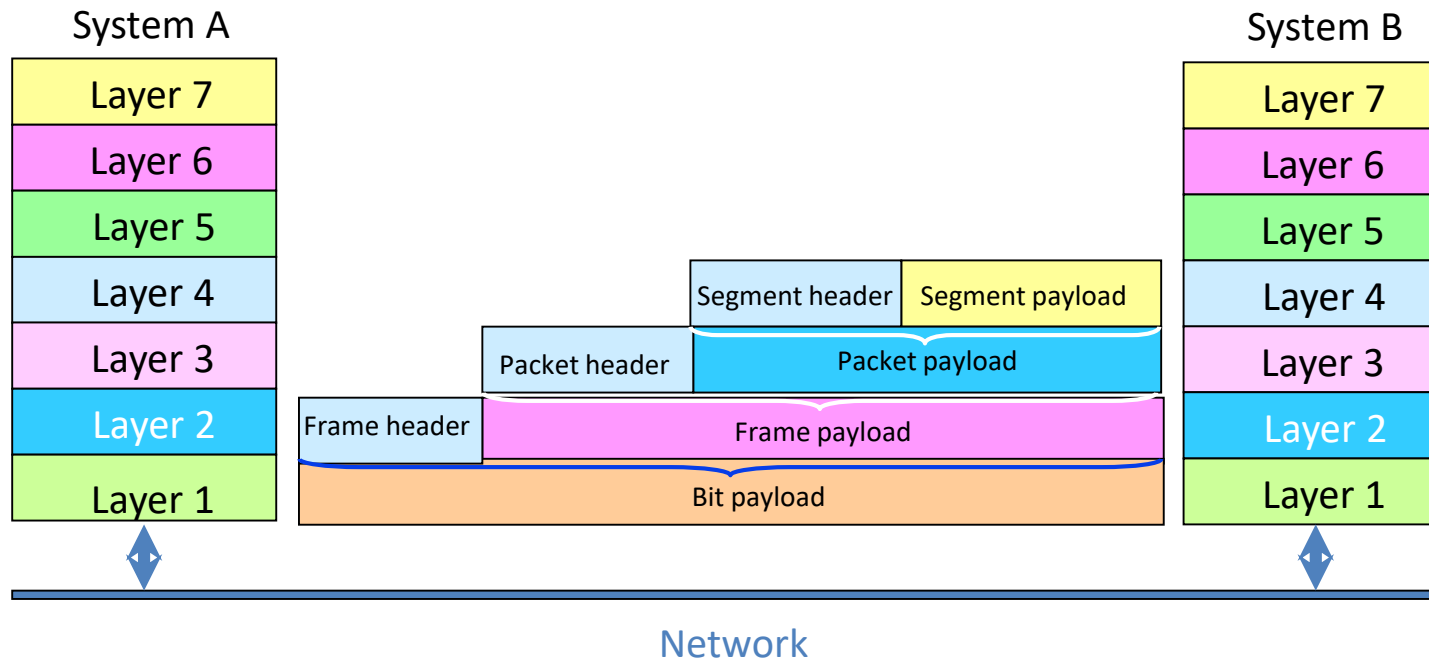 System A
System B
Layer 7
Layer 6
Layer 5
Layer 4
Layer 3
Layer 2
Layer 1
Segment header
Segment payload
Packet header
Packet payload
Frame header
Frame payload
Bit payload
Layer 7
Layer 6
Layer 5
Layer 4
Layer 3
Layer 2
Layer 1
Network